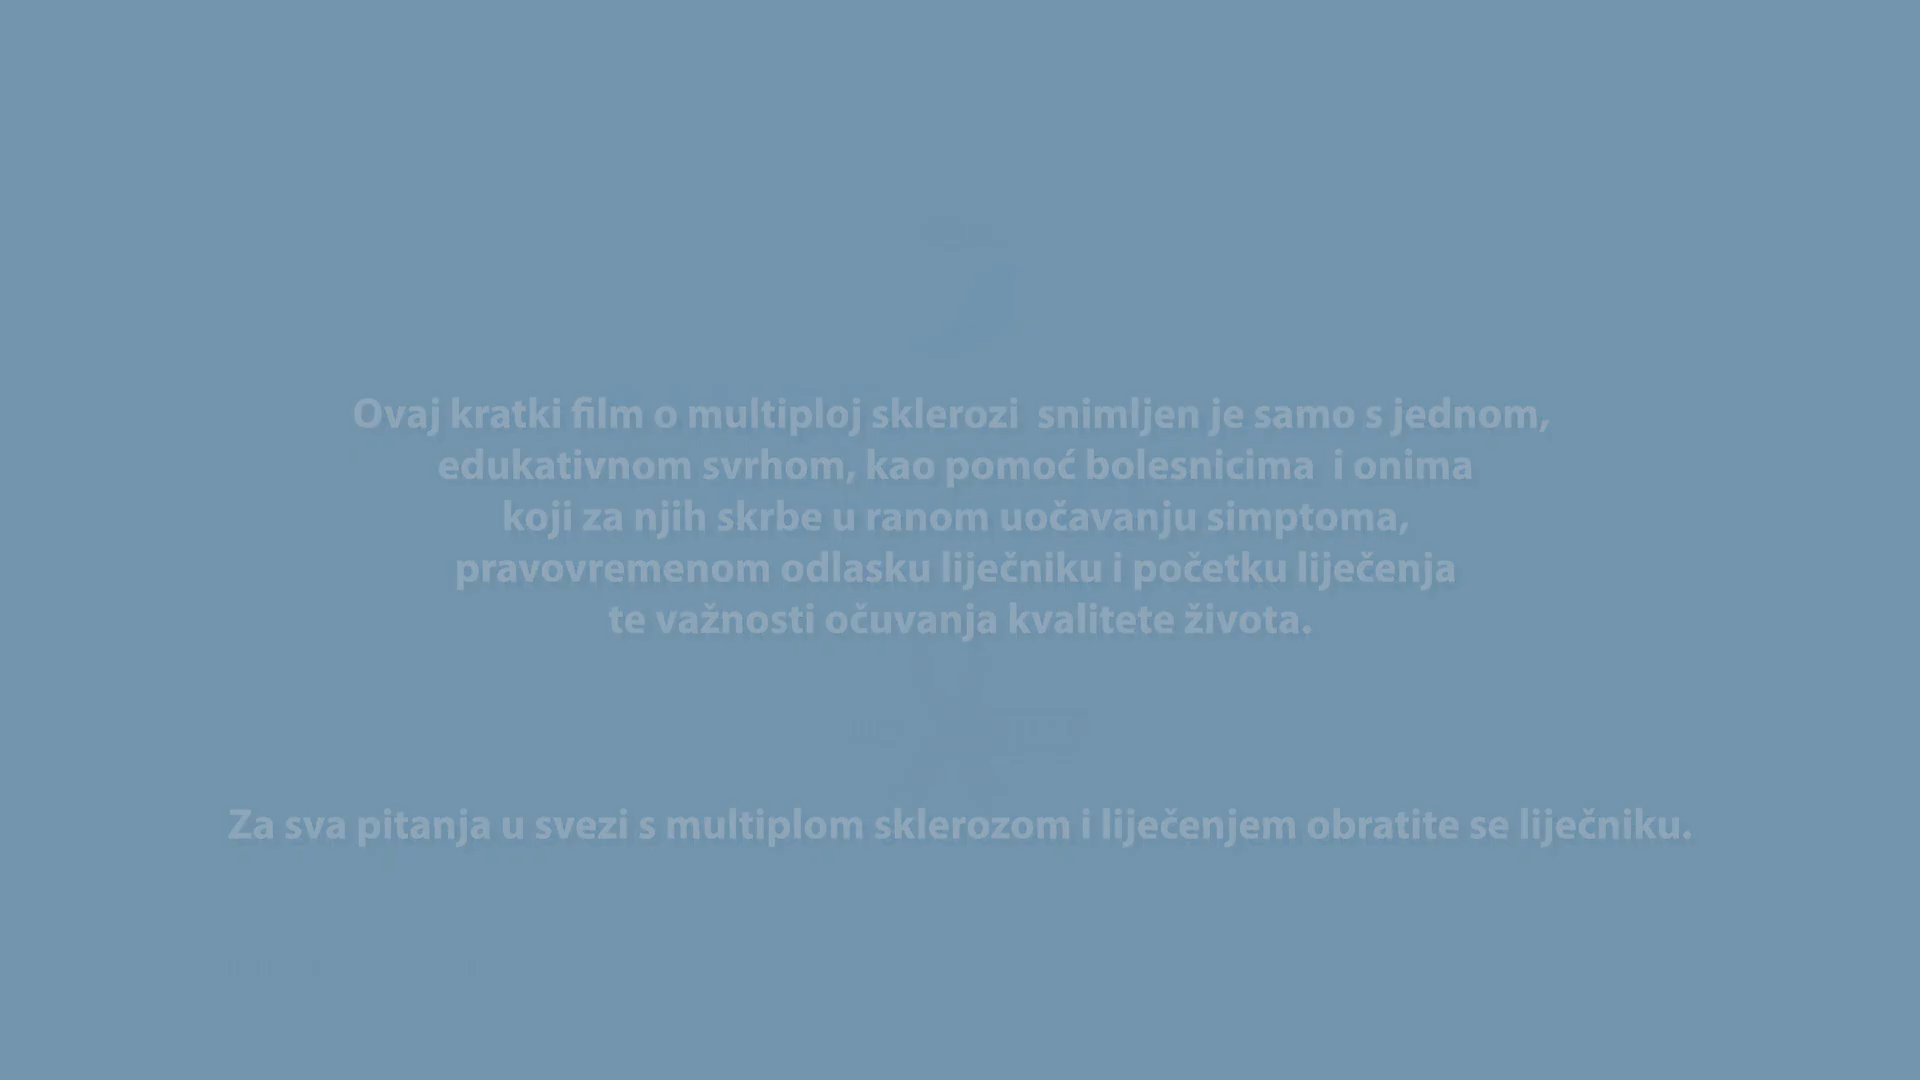 Ovaj kratki film o multiploj sklerozi  snimljen je samo s jednom,
edukativnom svrhom, kao pomoć bolesnicima  i onima
koji za njih skrbe u ranom uočavanju simptoma,
pravovremenom odlasku liječniku i početku liječenja
te važnosti očuvanja kvalitete života.
Za sva pitanja u svezi s multiplom sklerozom i liječenjem obratite se liječniku.